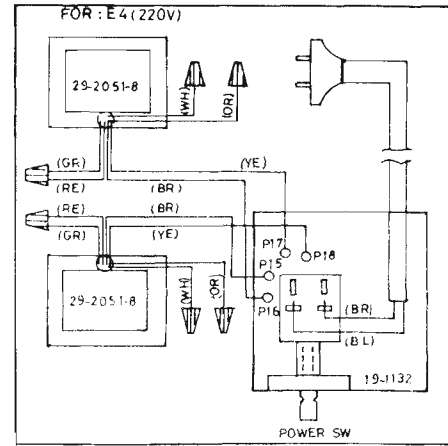 FOR : E4 (220V)
29-2051-8
(WH)
(OR)
(GR)
(YE)
(RE)
(BR)
(RE)
(BR)
(GR)
(YE)
P17
P18
P15
P16
29-2051-8
(WH)
(OR)
(BR)
(BL)
19-1132
POWER SW